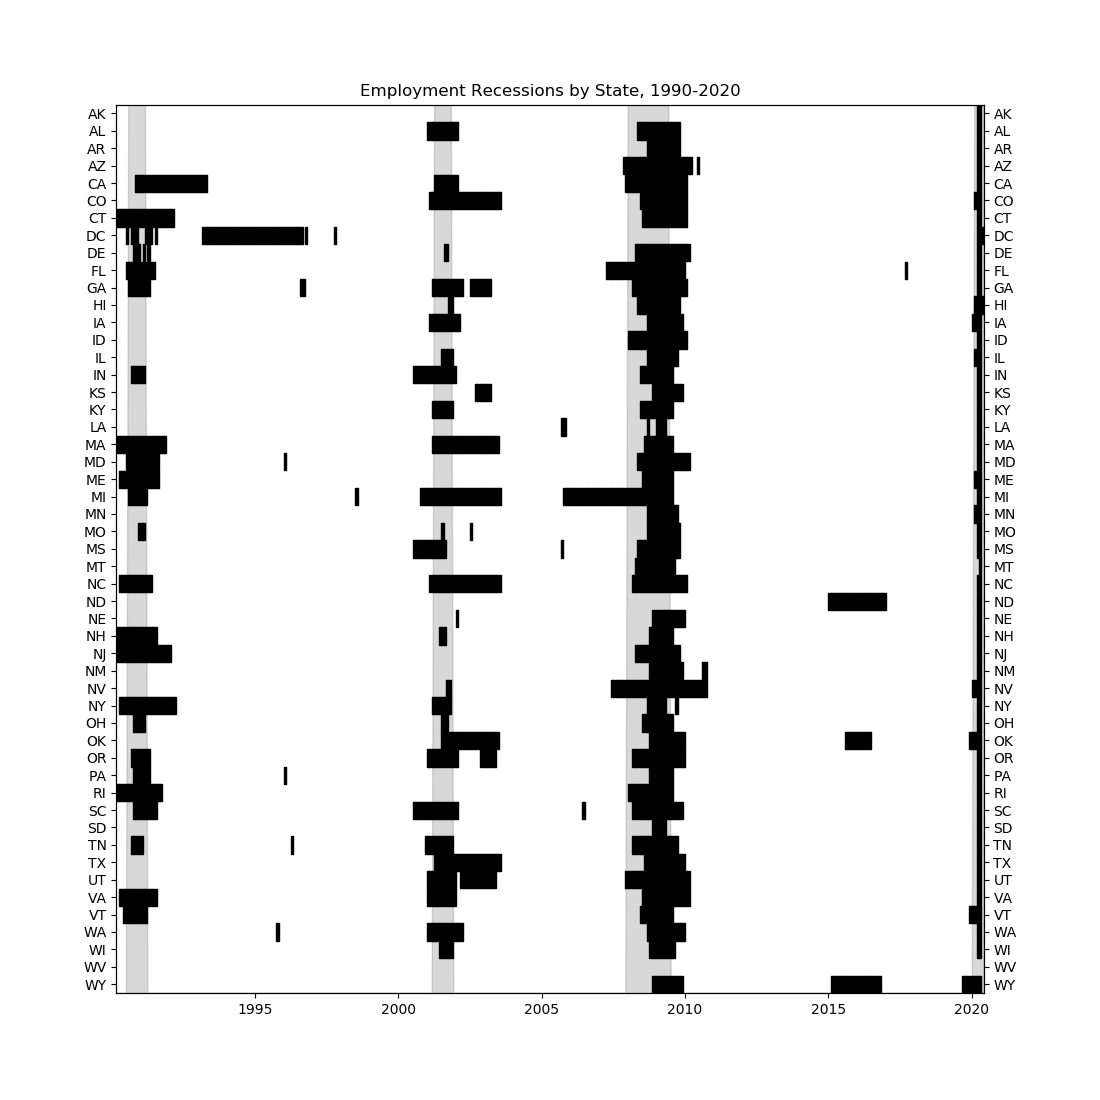 Employment Recessions by State, 1990-2020
AK AK
AL AL
AR AR
AZ AZ
CA CA
CO CO
CT CT
DC DC
DE DE
FL FL
GA GA
HI HI
IA IA
ID ID
IL IL
IN IN
KS KS
KY KY
LA LA
MA MA
MD MD
ME ME
MI MI
MN MN
MO MO
MS MS
MT MT
NC NC
ND ND
NE NE
NH NH
NJ NJ
NM NM
NV NV
NY NY
OH OH
OK OK
OR OR
PA PA
RI RI
SC SC
SD SD
TN TN
TX TX
UT UT
VA VA
VT VT
WA WA
WI WI
WV WV
WY WY
1995 2000 2005 2010 2015 2020